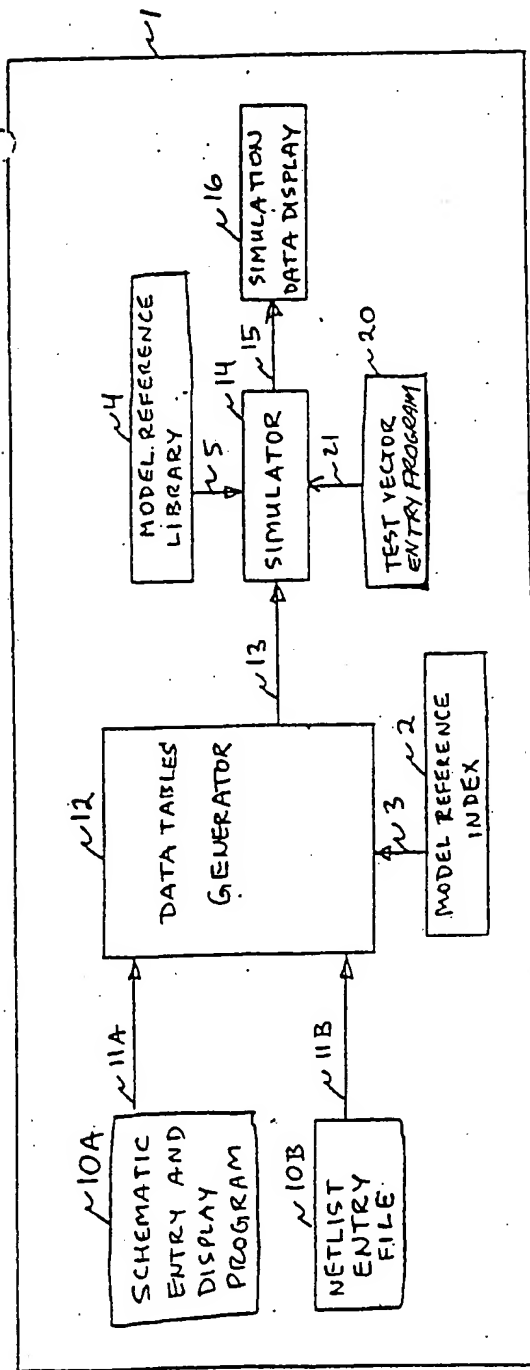 1
10A
SCHEMATIC
ENTRY AND
DISPLAY
PROGRAM
11A
10B
NETLIST
ENTRY
FILE
11B
12
DATA TABLES
GENERATOR
3
2
MODEL REFERENCE
INDEX
13
4
MODEL REFERENCE
LIBRARY
5
14
SIMULATOR
15
16
SIMULATION
DATA DISPLAY
21
20
TEST VECTOR
ENTRY PROGRAM